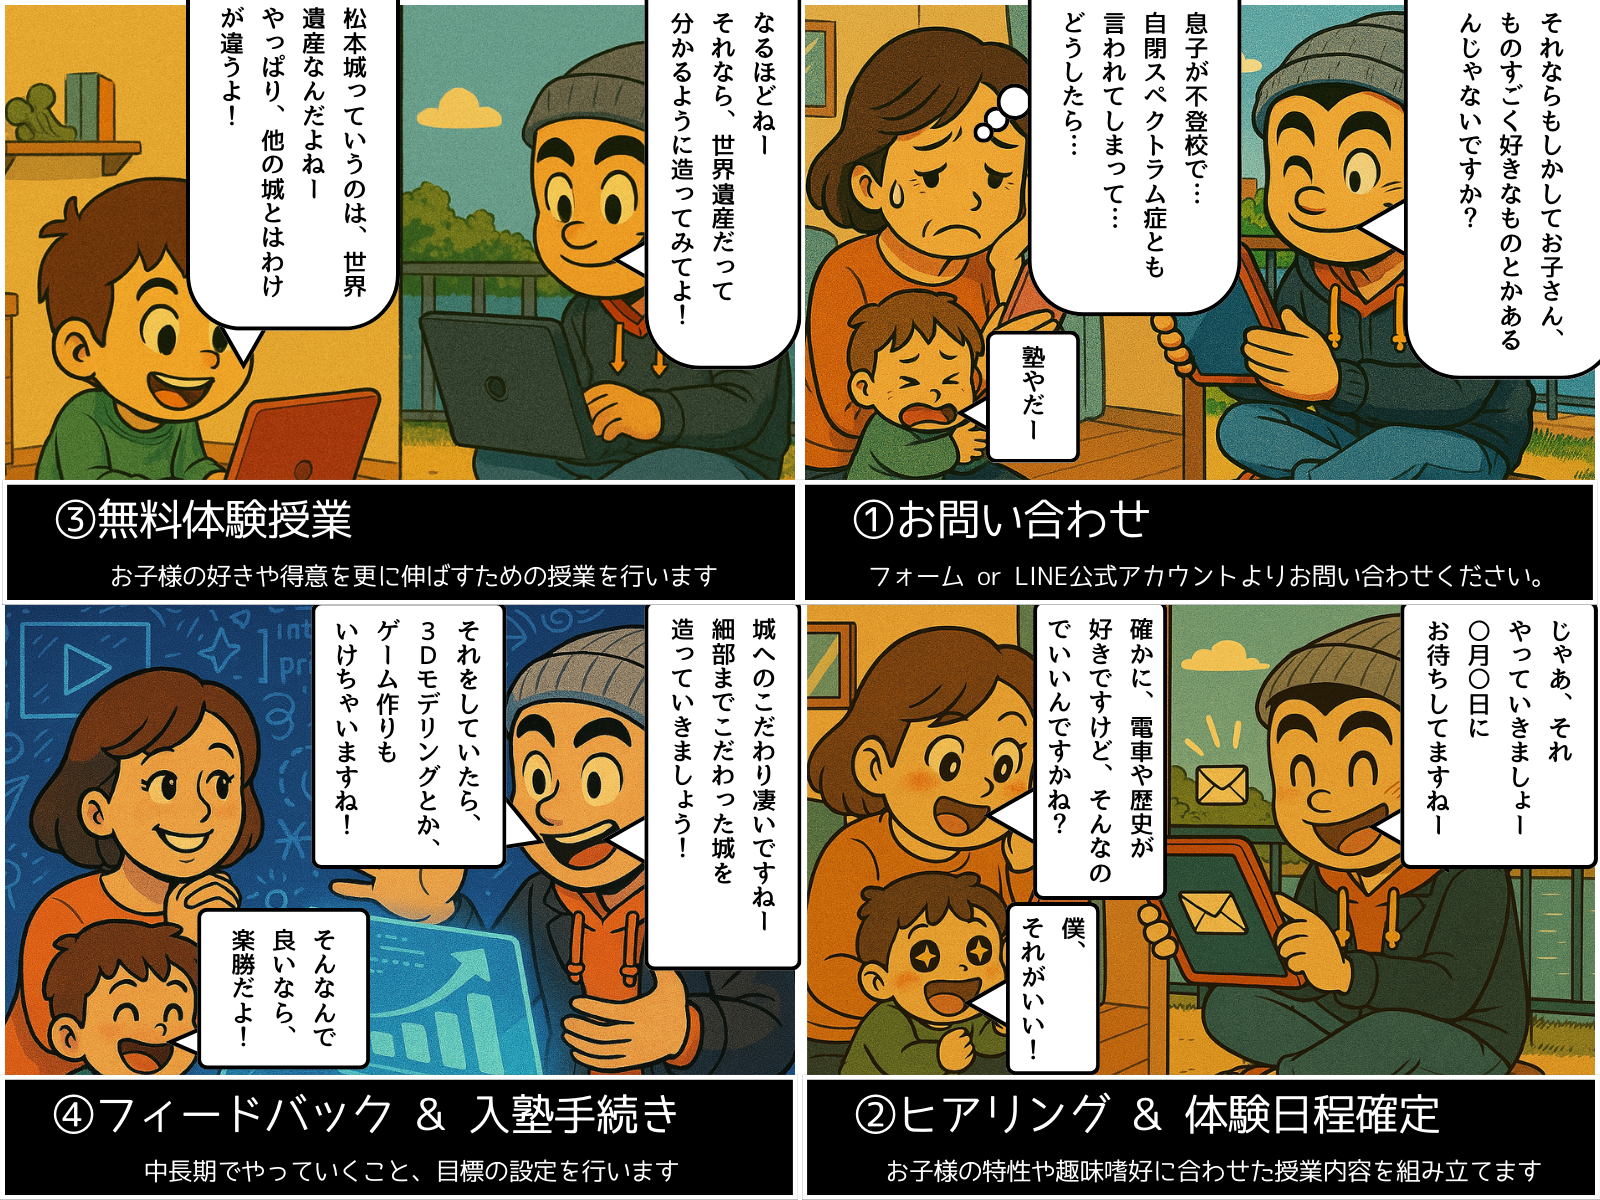 息子が不登校で…
自閉スペクトラム症とも
言われてしまって…
どうしたら…
塾やだー
それならもしかしてお子さん、
ものすごく好きなものとかある
んじゃないですか？
①お問い合わせ
フォーム or LINE公式アカウントよりお問い合わせください。
確かに、電車や歴史が
好きですけど、そんなの
でいいんですかね？
僕、
それがいい！
じゃあ、それ
やっていきましょー
〇月〇日に
お待ちしてますねー
②ヒアリング ＆ 体験日程確定
お子様の特性や趣味嗜好に合わせた授業内容を組み立てます
なるほどねー
それなら、世界遺産だって
分かるように造ってみてよ！
松本城っていうのは、世界
遺産なんだよねー
やっぱり、他の城とはわけ
が違うよ！
③無料体験授業
お子様の好きや得意を更に伸ばすための授業を行います
城へのこだわり凄いですねー
細部までこだわった城を
造っていきましょう！
それをしていたら、
３Ｄモデリングとか、
ゲーム作りも
いけちゃいますね！
そんなんで
良いなら、
楽勝だよ！
④フィードバック ＆ 入塾手続き
中長期でやっていくこと、目標の設定を行います